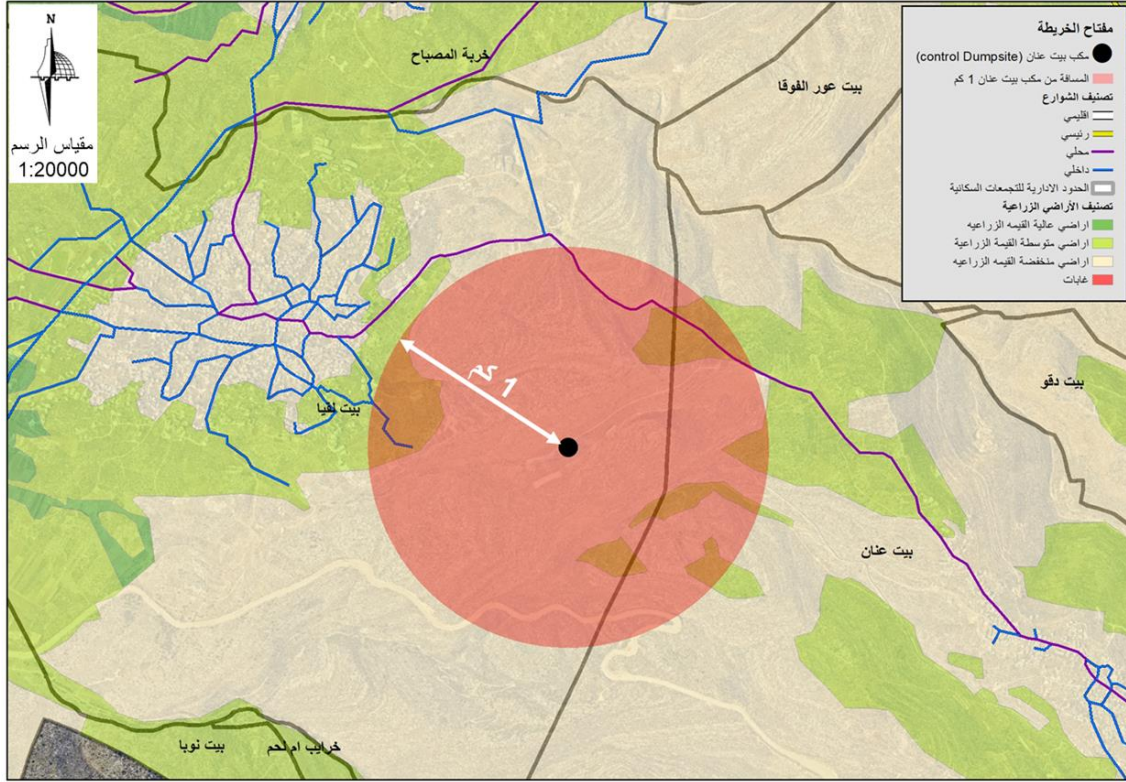 N
مقياس الرسم
1:20000
مفتاح الخريطة
مكب بيت عنان (control Dumpsite)
المسافة من مكب بيت عنان 1 كم
تصنيف الشوارع
اقليمي
رئيسي
محلي
داخلي
الحدود الادارية للتجمعات السكانية
تصنيف الأراضي الزراعية
اراضي عالية القيمه الزراعيه
اراضي متوسطة القيمة الزراعية
اراضي منخفضة القيمه الزراعيه
غابات
خربة المصباح
بيت عور الفوقا
بيت دقو
1 كم
بيت لقيا
بيت عنان
بيت نوبا
خرايب ام لحم